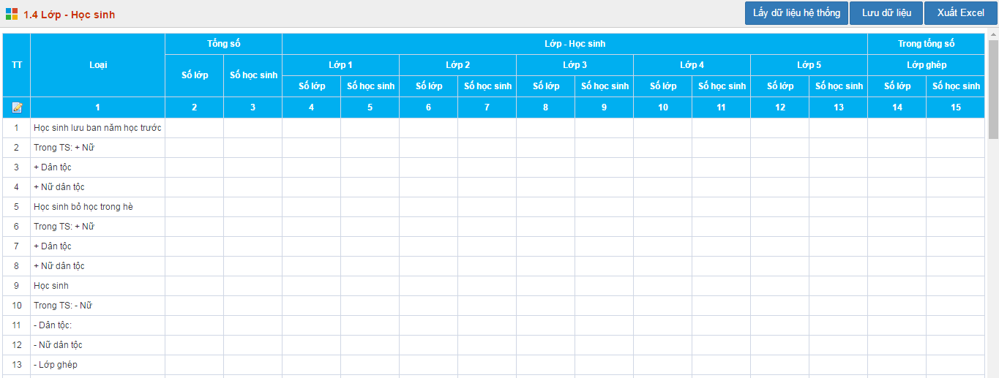 1.4 Lớp - Học sinh
Lấy dữ liệu hệ thống Lưu dữ liệu Xuất Excel
Tổng số Lớp - Học sinh Trong tổng số
TT Loại Số lớp Số học sinh Lớp 1 Lớp 2 Lớp 3 Lớp 4 Lớp 5 Lớp ghép
Số lớp Số học sinh Số lớp Số học sinh Số lớp Số học sinh Số lớp Số học sinh Số lớp Số học sinh Số lớp Số học sinh
1 2 3 4 5 6 7 8 9 10 11 12 13 14 15
1 Học sinh lưu ban năm học trước
2 Trong TS: + Nữ
3 + Dân tộc
4 + Nữ dân tộc
5 Học sinh bỏ học trong hè
6 Trong TS: + Nữ
7 + Dân tộc
8 + Nữ dân tộc
9 Học sinh
10 Trong TS: - Nữ
11 - Dân tộc:
12 - Nữ dân tộc
13 - Lớp ghép